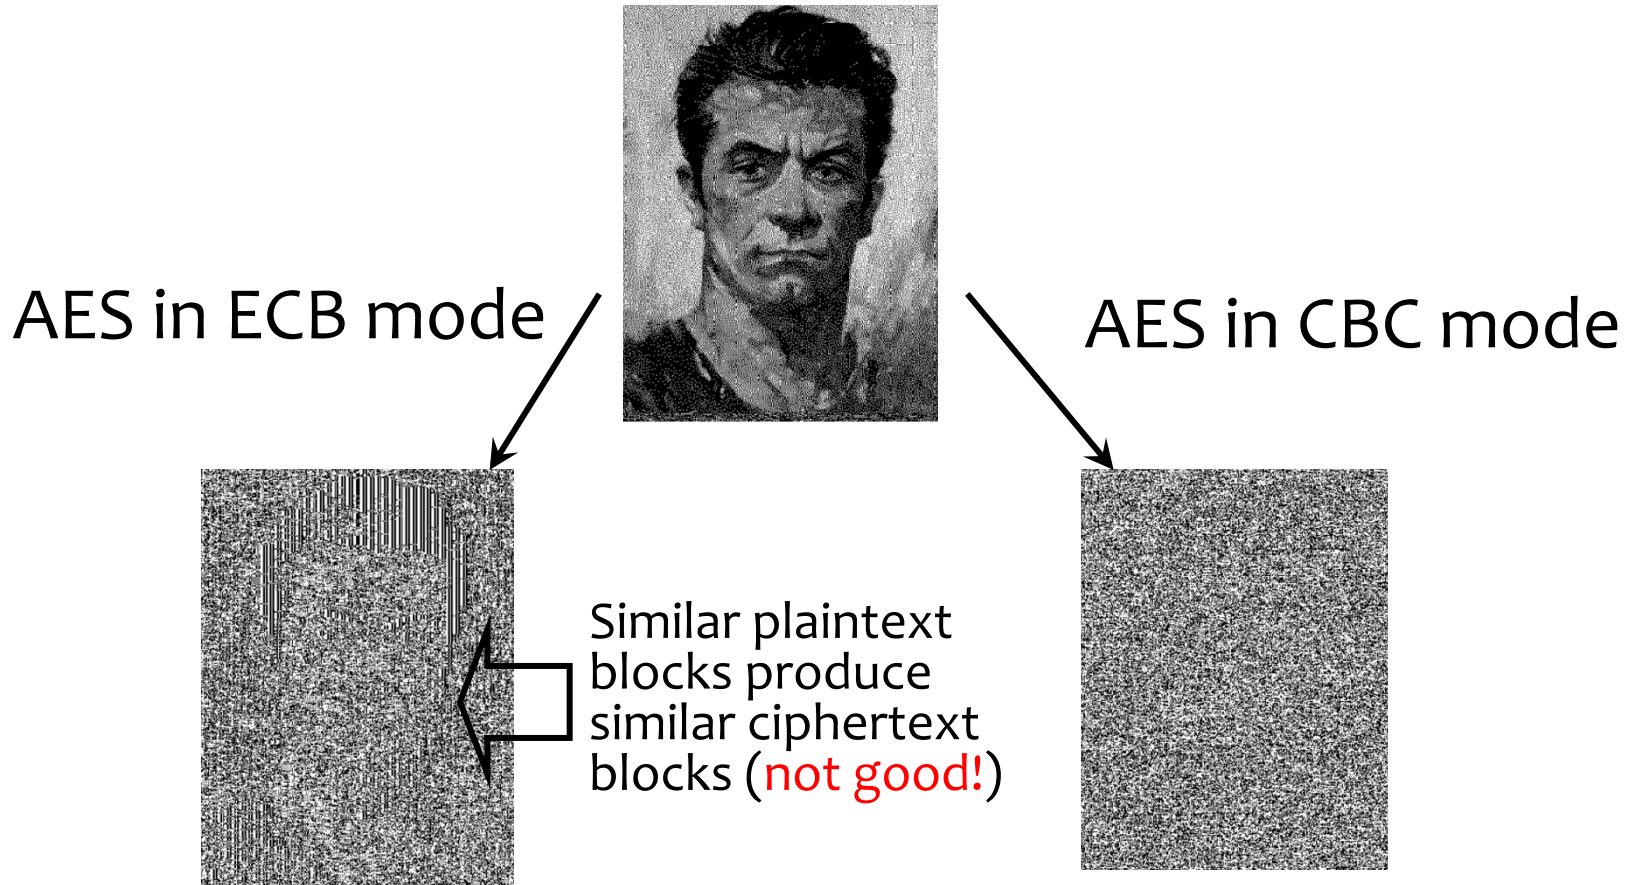 AES in ECB mode
AES in CBC mode
Similar plaintext
blocks produce
similar ciphertext
blocks (not good!)